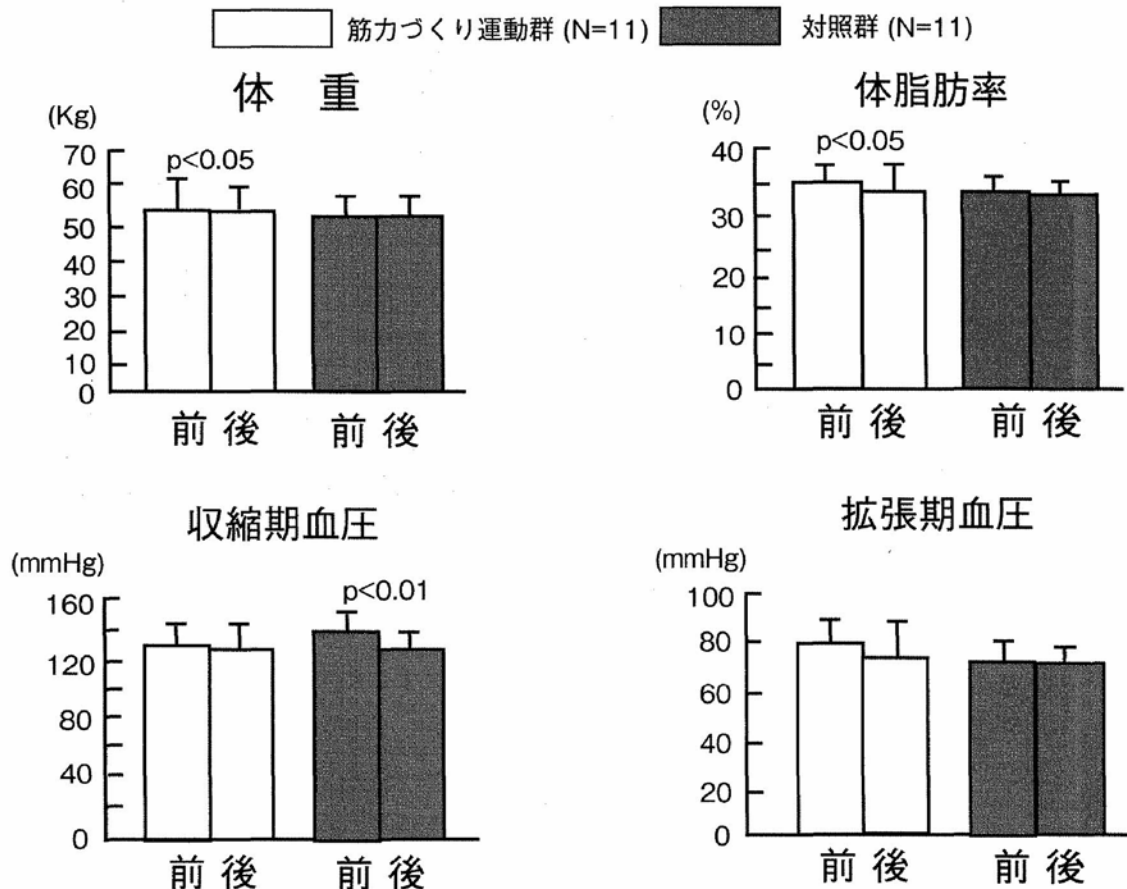 筋力づくり運動群 (N=11) 対照群 (N=11)
体 重
(Kg)
p<0.05
70
60
50
40
30
20
10
0
前 後 前 後
体脂肪率
(%)
p<0.05
40
30
20
10
0
前 後 前 後
収縮期血圧
(mmHg)
p<0.01
160
120
80
40
0
前 後 前 後
拡張期血圧
(mmHg)
100
80
60
40
20
0
前 後 前 後